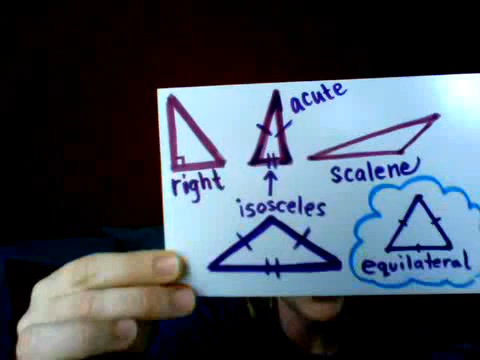 acute
right
scalene
isosceles
equilateral